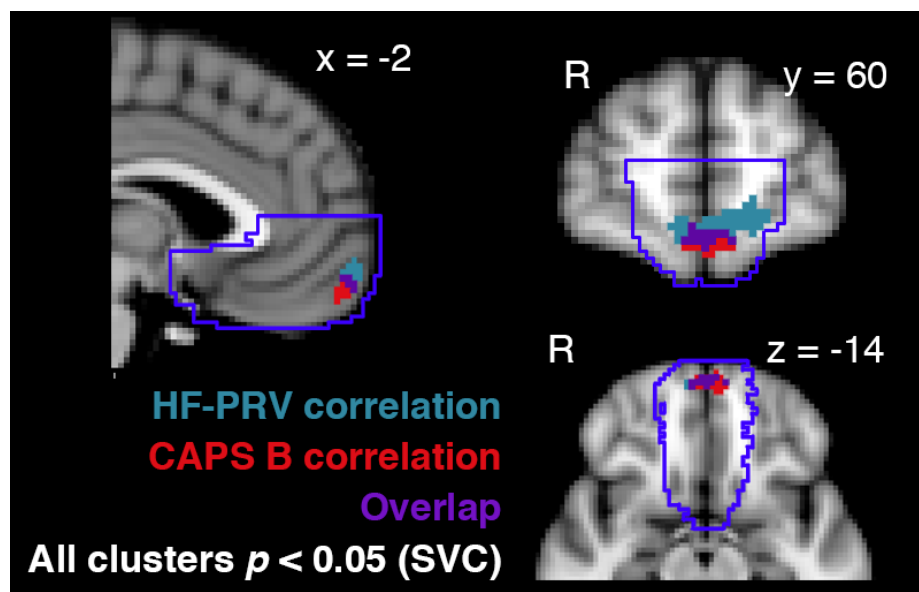 x = -2
R
y = 60
R
z = -14
HF-PRV correlation
CAPS B correlation
Overlap
All clusters p < 0.05 (SVC)